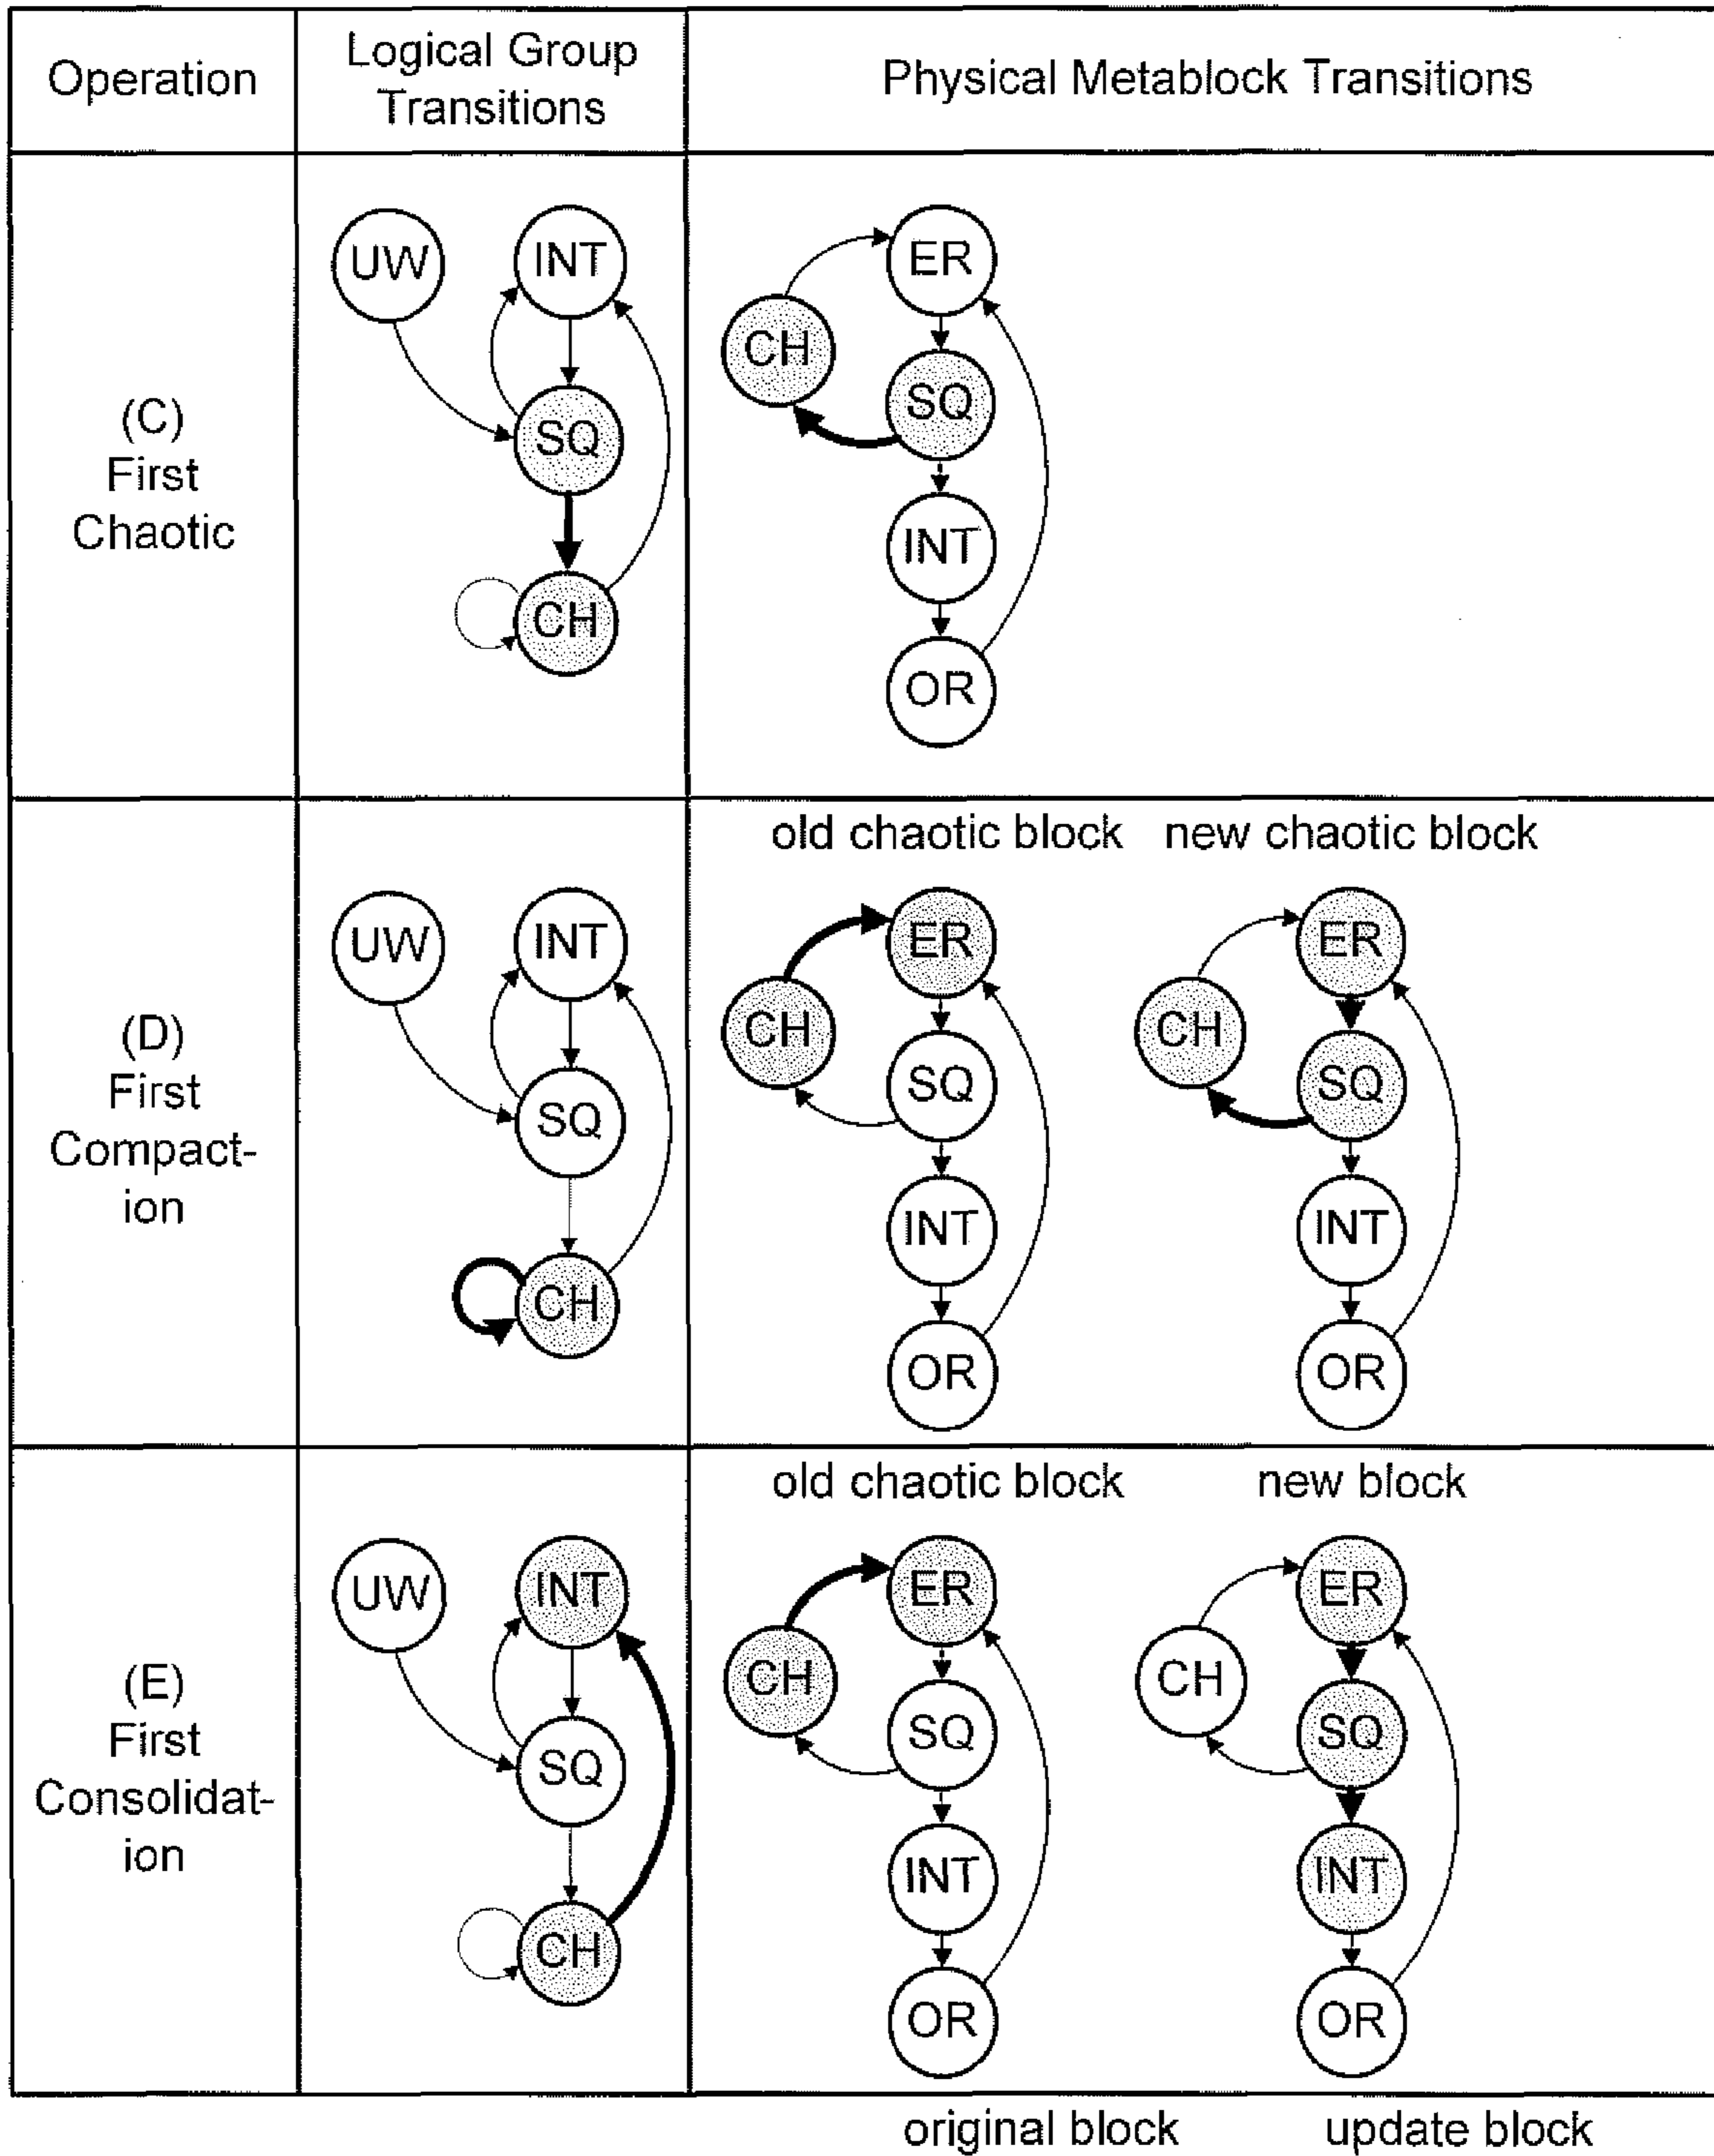 Operation
Logical Group
Transitions
Physical Metablock Transitions
(C)
First
Chaotic
UW
INT
SQ
CH
ER
CH
SQ
INT
OR
(D)
First
Compact-
ion
UW
INT
SQ
CH
old chaotic block
ER
CH
SQ
INT
OR
new chaotic block
ER
CH
SQ
INT
OR
(E)
First
Consolidat-
ion
UW
INT
SQ
CH
old chaotic block
ER
CH
SQ
INT
OR
new block
ER
CH
SQ
INT
OR
original block
update block